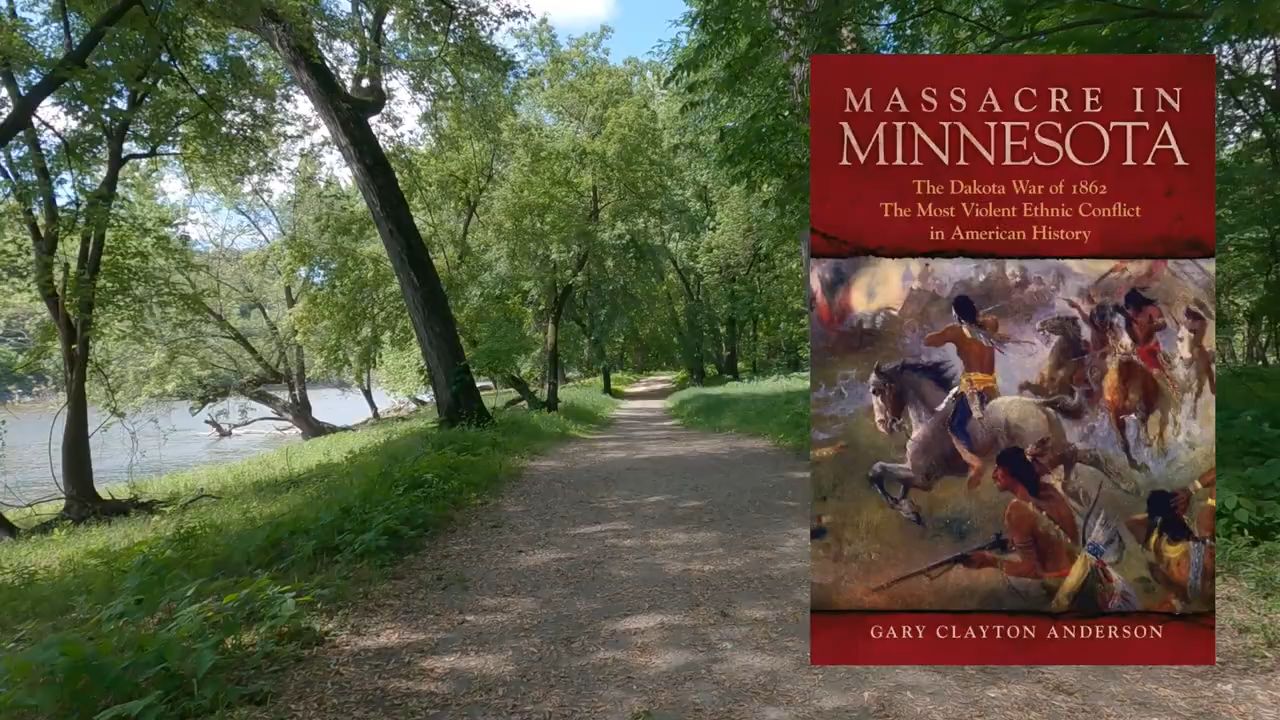 MASSACRE IN
MINNESOTA
The Dakota War of 1862
The Most Violent Ethnic Conflict
in American History
GARY CLAYTON ANDERSON